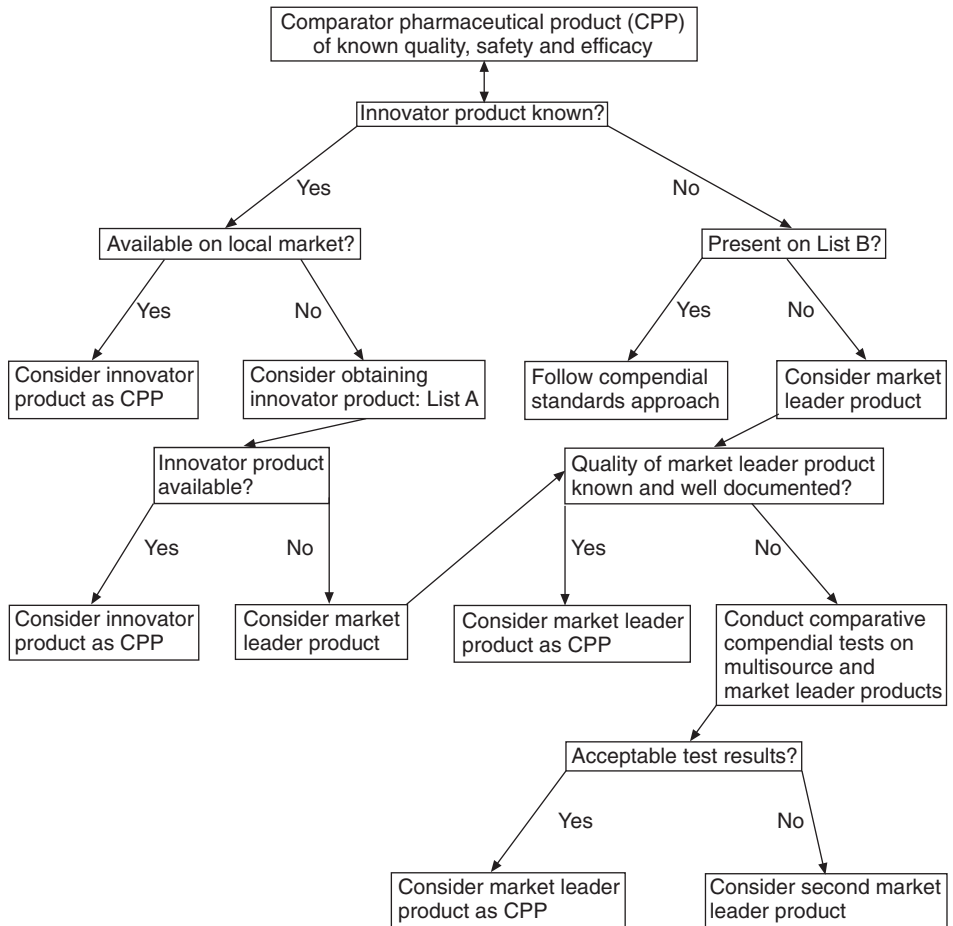 Comparator pharmaceutical product (CPP)
of known quality, safety and efficacy
Innovator product known?
Yes
No
Available on local market?
Present on List B?
Yes
No
Yes
No
Consider innovator
product as CPP
Consider obtaining
innovator product: List A
Follow compendial
standards approach
Consider market
leader product
Innovator product
available?
Quality of market leader product
known and well documented?
Yes
No
Yes
No
Consider innovator
product as CPP
Consider market
leader product
Consider market leader
product as CPP
Conduct comparative
compendial tests on
multisource and
market leader products
Acceptable test results?
Yes
No
Consider market leader
product as CPP
Consider second market
leader product